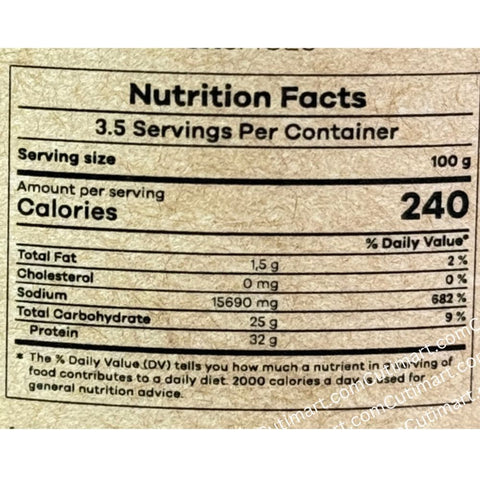 Nutrition Facts
3.5 Servings Per Container
Serving size 100 g
Amount per serving
Calories 240
% Daily Value*
Total Fat 1,5 g 2 %
Cholesterol 0 mg 0 %
Sodium 15690 mg 682 %
Total Carbohydrate 25 g 9 %
Protein 32 g
* The % Daily Value (DV) tells you how much a nutrient in serving of
food contributes to a daily diet. 2000 calories a day used for
general nutrition advice.
Cutimart.com